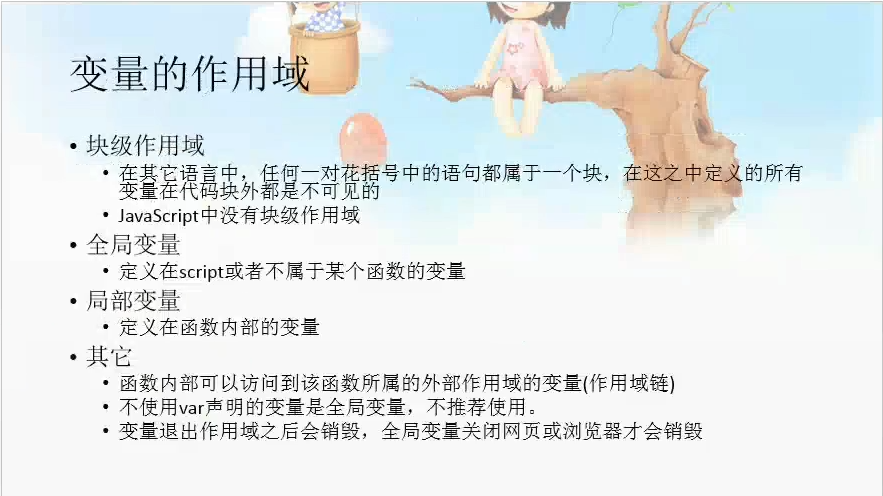 变量的作用域
• 块级作用域
• 在其它语言中，任何一对花括号中的语句都属于一个块，在这之中定义的所有
变量在代码块外都是不可见的
• JavaScript中没有块级作用域
• 全局变量
• 定义在script或者不属于某个函数的变量
• 局部变量
• 定义在函数内部的变量
• 其它
• 函数内部可以访问到该函数所属的外部作用域的变量(作用域链)
• 不使用var声明的变量是全局变量，不推荐使用。
• 变量退出作用域之后会销毁，全局变量关闭网页或浏览器才会销毁